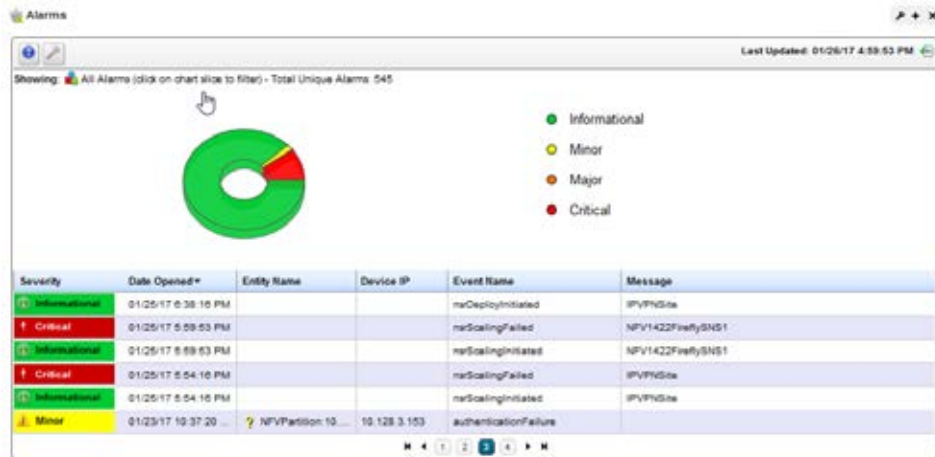 Alarms
Last Updated: 01/26/17 4:59:53 PM
Showing: All Alarms (click on chart slice to filter) - Total Unique Alarms: 545
Informational
Minor
Major
Critical
Severity Date Opened Entity Name Device IP Event Name Message
Informational 01/25/17 6:38:16 PM nsrDeployInitiated IPVPNSite
Critical 01/25/17 5:59:53 PM nsrScalingFailed NFV1422FireflySNS1
Informational 01/25/17 5:59:53 PM nsrScalingInitiated NFV1422FireflySNS1
Critical 01/25/17 5:54:16 PM nsrScalingFailed IPVPNSite
Informational 01/25/17 5:54:16 PM nsrScalingInitiated IPVPNSite
Minor 01/23/17 10:37:20 ... NFVPartition:10.... 10.128.3.153 authenticationFailure
1 2 3 4